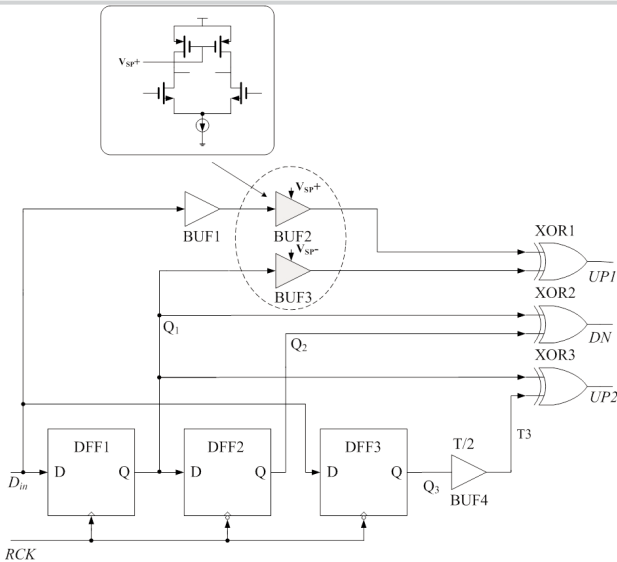 V_SP+
V_SP+
BUF1
BUF2
V_SP-
BUF3
XOR1
UP1
XOR2
DN
XOR3
UP2
Q1
Q2
T3
DFF1
D
Q
DFF2
D
Q
DFF3
D
Q
T/2
BUF4
Q3
D_in
RCK